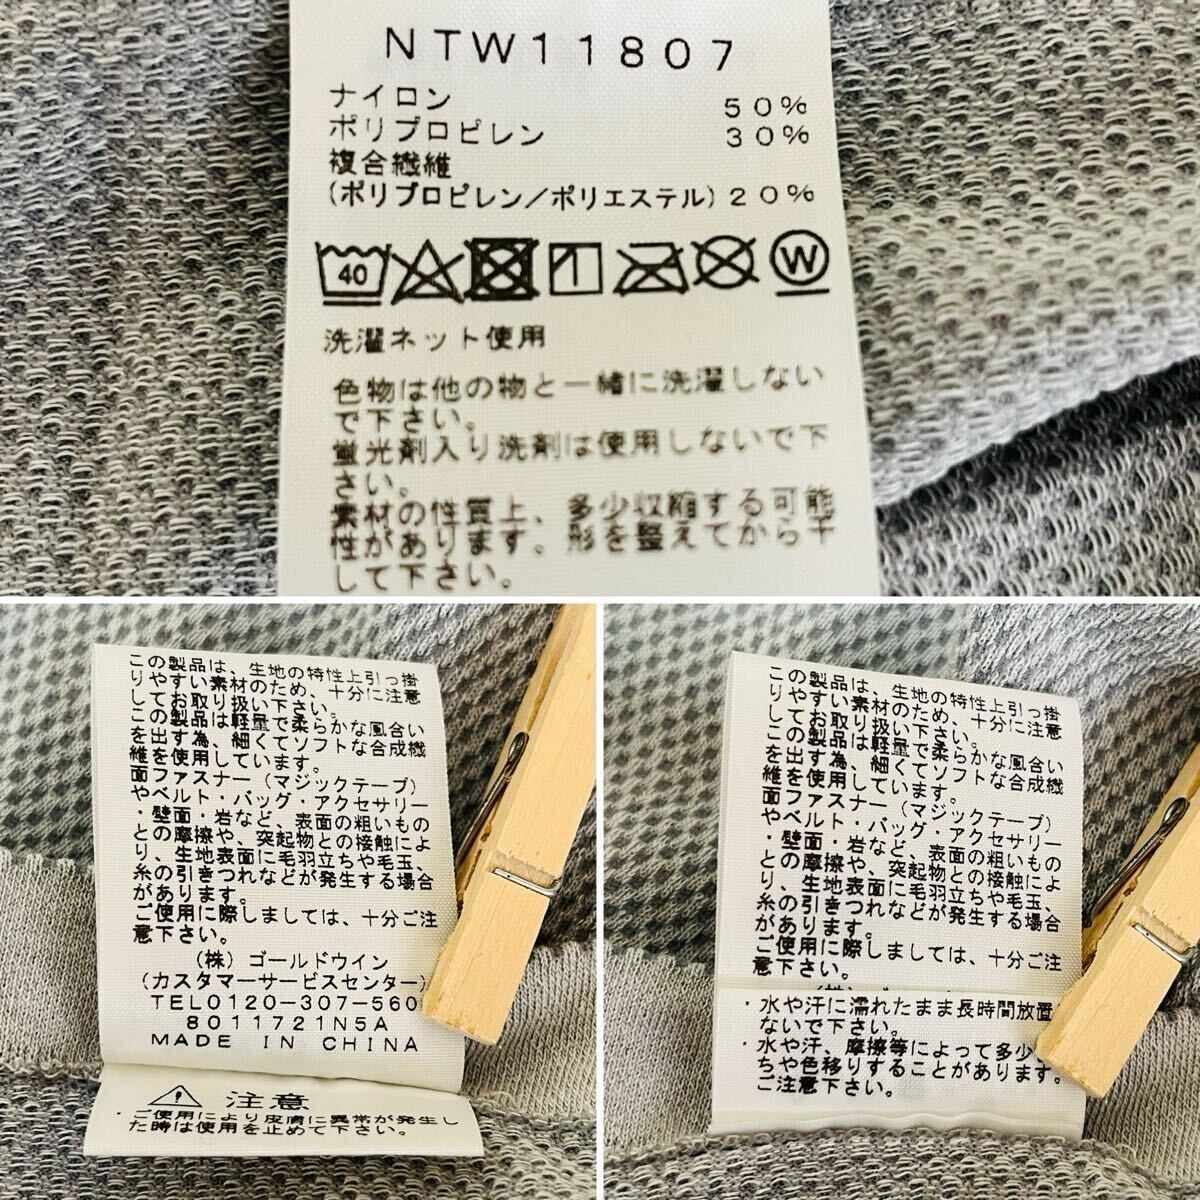 NTW11807
ナイロン 50%
ポリプロピレン 30%
複合繊維
(ポリプロピレン/ポリエステル) 20%
40
W
洗濯ネット使用
色物は他の物と一緒に洗濯しない
で下さい。
蛍光剤入り洗剤は使用しないで下
さい。
素材の性質上、多少収縮する可能
性があります。形を整えてから干
して下さい。
この製品は、生地の特性上引っ掛
りやすい素材のため、十分に注意
してお取り扱い下さい。
この製品は軽量で柔らかな風合い
を出す為、細くてソフトな合成繊
維を使用しています。
面ファスナー(マジックテープ)
やベルト・バッグ・アクセサリー
・壁面・岩など、表面の粗いもの
との摩擦や、突起物との接触によ
り、生地表面に毛羽立ちや毛玉、
糸の引きつれなどが発生する場合
があります。
ご使用に際しましては、十分ご注
意下さい。
(株)ゴールドウイン
(カスタマーサービスセンター)
TEL0120-307-560
8011721N5A
MADE IN CHINA
注意
・ご使用により皮膚に異常が発生し
た時は使用を止めて下さい。
この製品は、生地の特性上引っ掛
りやすい素材のため、十分に注意
してお取り扱い下さい。
この製品は軽量で柔らかな風合い
を出す為、細くてソフトな合成繊
維を使用しています。
面ファスナー(マジックテープ)
やベルト・バッグ・アクセサリー
・壁面・岩など、表面の粗いもの
との摩擦や、突起物との接触によ
り、生地表面に毛羽立ちや毛玉、
糸の引きつれなどが発生する場合
があります。
ご使用に際しましては、十分ご注
意下さい。
・水や汗に濡れたまま長時間放置
ないで下さい。
・水や汗、摩擦等によって多少
ちや色移りすることがあります。
ご注意下さい。